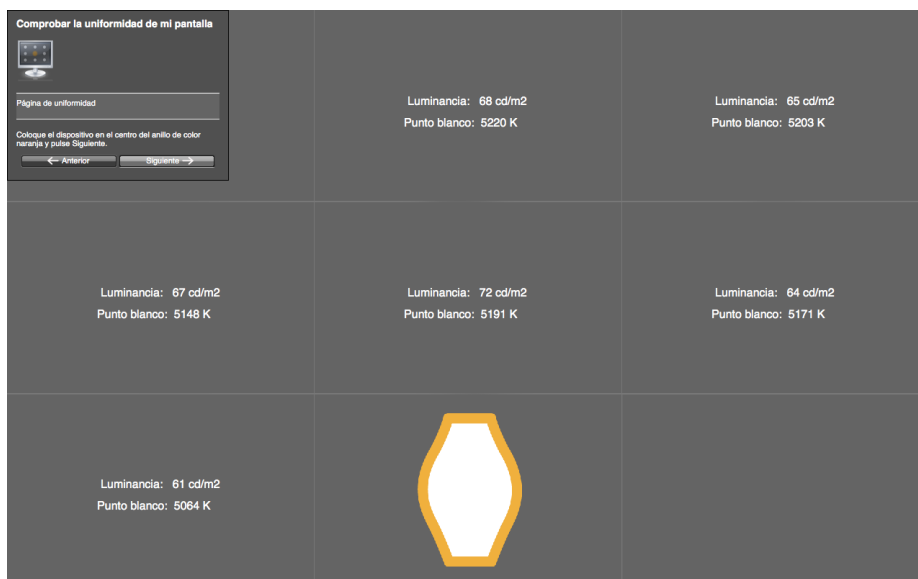 Comprobar la uniformidad de mi pantalla
Página de uniformidad
Coloque el dispositivo en el centro del anillo de color
naranja y pulse Siguiente.
← Anterior
Siguiente →
Luminancia: 68 cd/m2
Punto blanco: 5220 K
Luminancia: 65 cd/m2
Punto blanco: 5203 K
Luminancia: 67 cd/m2
Punto blanco: 5148 K
Luminancia: 72 cd/m2
Punto blanco: 5191 K
Luminancia: 64 cd/m2
Punto blanco: 5171 K
Luminancia: 61 cd/m2
Punto blanco: 5064 K